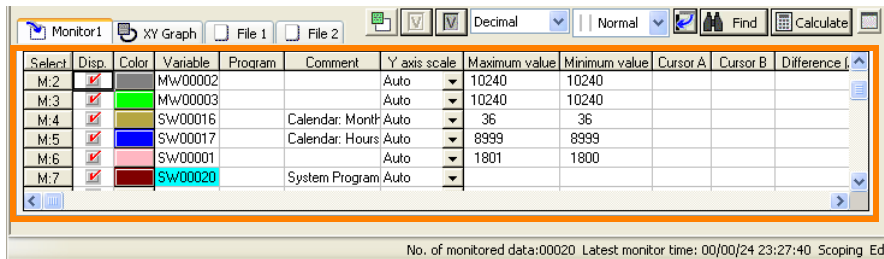 Monitor1 XY Graph File 1 File 2 V V Decimal Normal Find Calculate
Select Disp. Color Variable Program Comment Y axis scale Maximum value Minimum value Cursor A Cursor B Difference
M:2 MW00002 Auto 10240 10240
M:3 MW00003 Auto 10240 10240
M:4 SW00016 Calendar: Month Auto 36 36
M:5 SW00017 Calendar: Hours Auto 8999 8999
M:6 SW00001 Auto 1801 1800
M:7 SW00020 System Program Auto
No. of monitored data:00020 Latest monitor time: 00/00/24 23:27:40 Scoping Ed